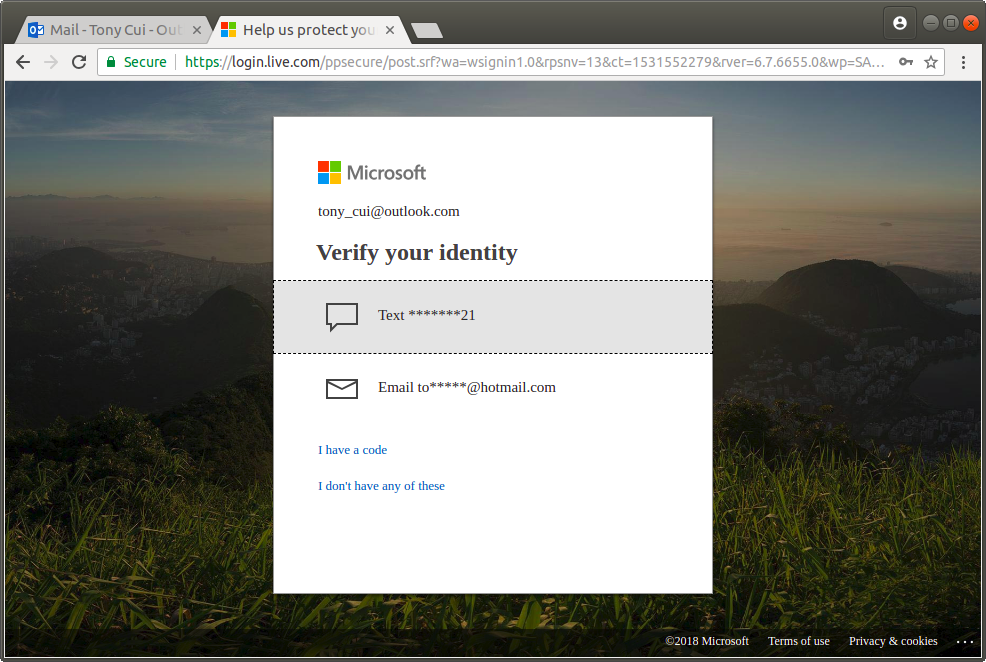 Mail - Tony Cui - Out
Help us protect you
Secure
https://login.live.com/ppsecure/post.srf?wa=wsignin1.0&rpsnv=13&ct=1531552279&rver=6.7.6655.0&wp=SA...
Microsoft
tony_cui@outlook.com
Verify your identity
Text *******21
Email to*****@hotmail.com
I have a code
I don't have any of these
©2018 Microsoft Terms of use Privacy & cookies ...